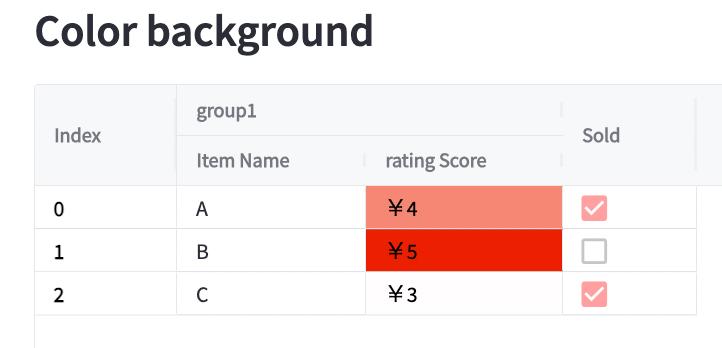 Color background
group1
Index Sold
Item Name rating Score
0 A ￥4
1 B ￥5
2 C ￥3